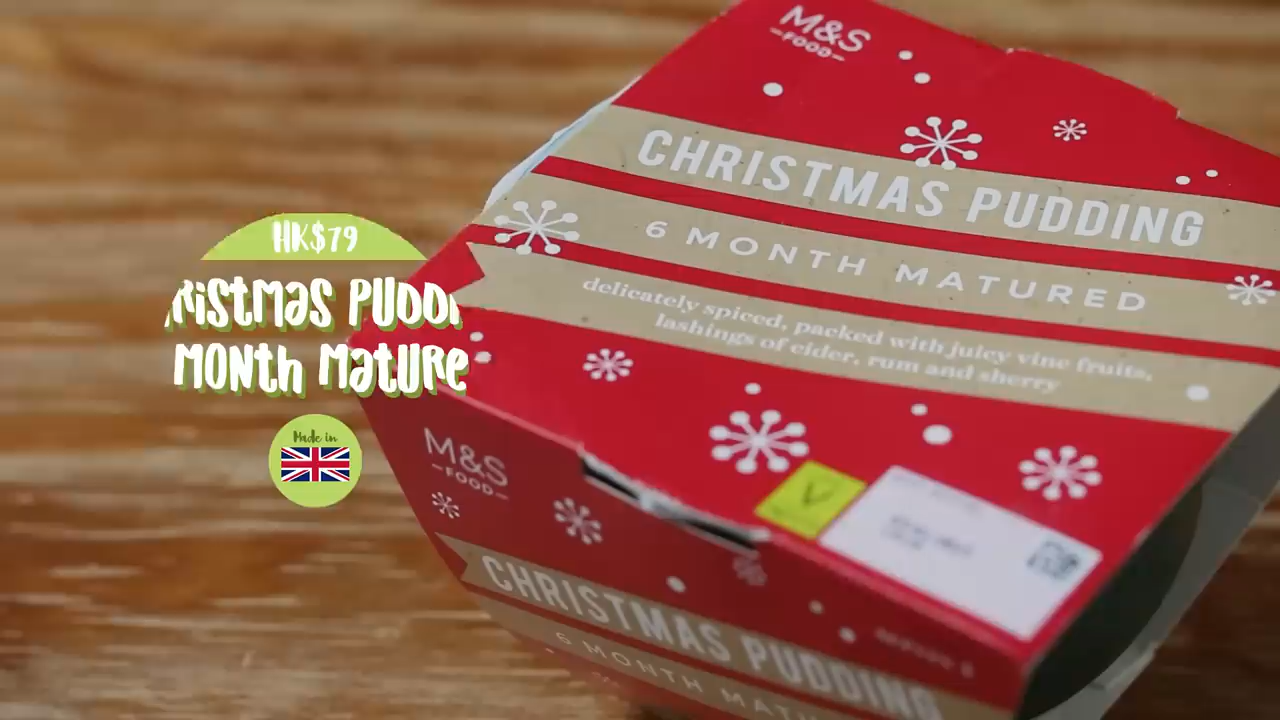 M&S
FOOD
CHRISTMAS PUDDING
6 MONTH MATURED
delicately spiced, packed with juicy vine fruits,
lashings of cider, rum and sherry
HK$79
ristmas Puddi
Month Mature
Made in
M&S
FOOD
V
CHRISTMAS PUDDING
6 MONTH MAT